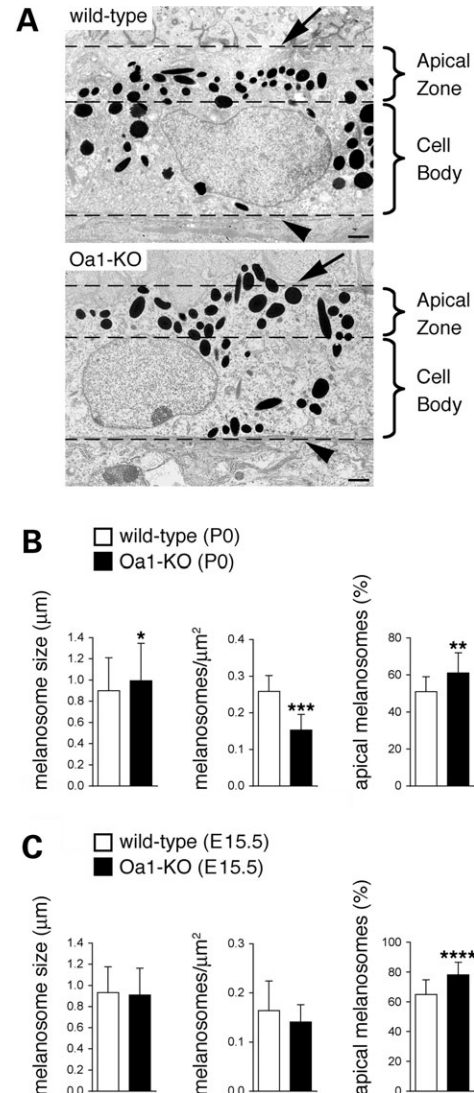 A
wild-type
Apical
Zone
Cell
Body
Oa1-KO
Apical
Zone
Cell
Body
B
wild-type (P0)
Oa1-KO (P0)
melanosome size (μm)
1.4
1.2
1.0
0.8
0.6
0.4
0.2
0.0
*
melanosomes/μm²
0.4
0.3
0.2
0.1
0.0
***
apical melanosomes (%)
80
60
40
20
0
**
C
wild-type (E15.5)
Oa1-KO (E15.5)
melanosome size (μm)
1.4
1.2
1.0
0.8
0.6
0.4
0.2
0.0
melanosomes/μm²
0.3
0.2
0.1
0.0
apical melanosomes (%)
100
80
60
40
20
0
****